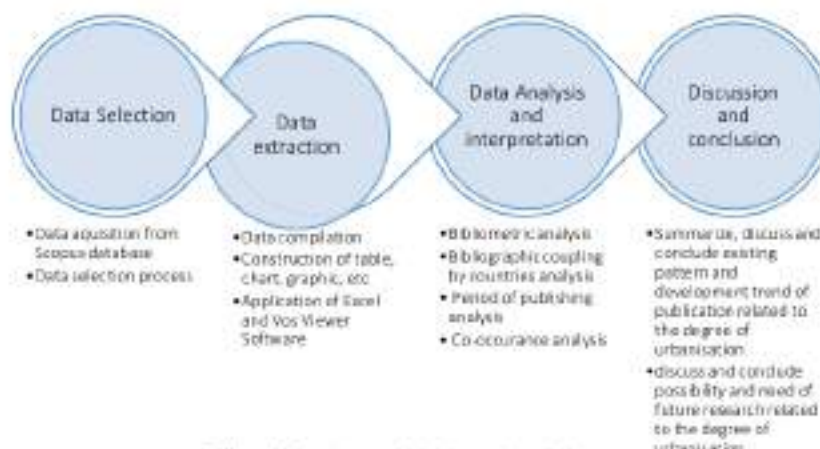 Data Selection
Data
extraction
Data Analysis
and
interpretation
Discussion
and
conclusion
•Data aquisition from
Scopus database
•Data selection process
•Data compilation
•Construction of table,
chart, graphic, etc
•Application of Excel
and Vos Viewer
Software
•Bibliometric analysis
•Bibliographic coupling
by countries analysis
• Period of publishing
analysis
• Co-occurance analysis
•Summarize, discuss and
conclude existing
pattern and
development trend of
publication related to
the degree of
urbanisation
•discuss and conclude
possibility and need of
future research related
to the degree of
urbanisation